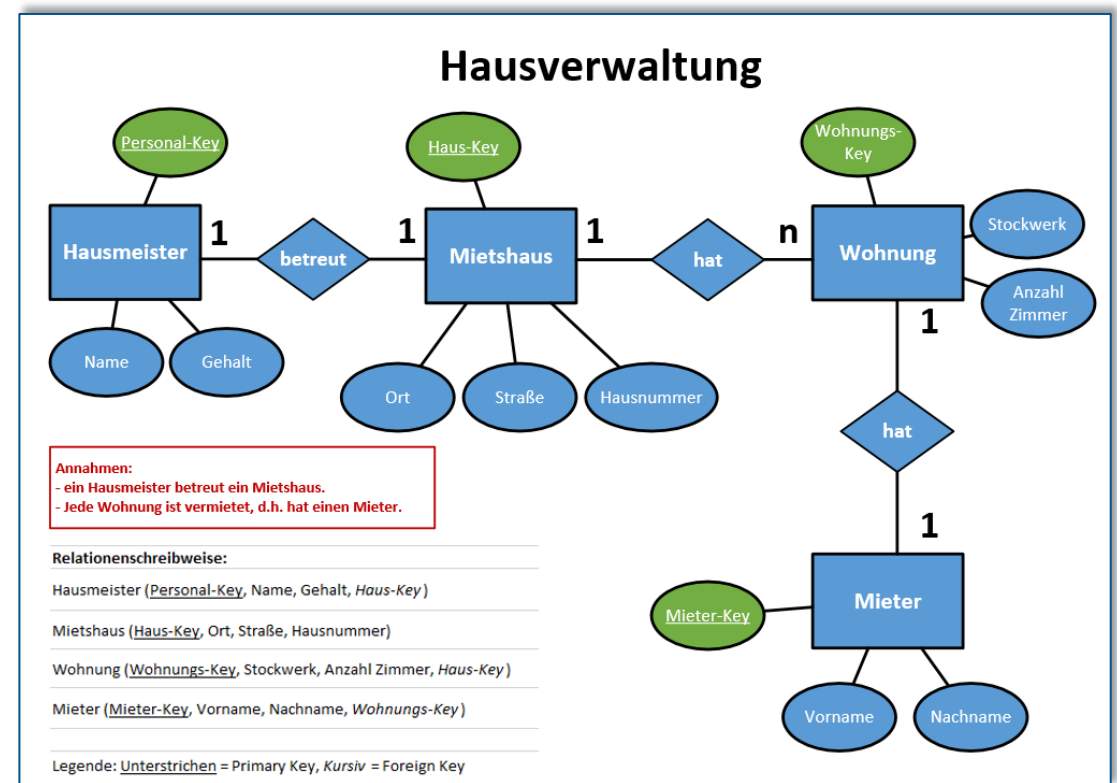 Hausverwaltung
Personal-Key
Haus-Key
Wohnungs-
Key
Hausmeister
1
betreut
1
Mietshaus
1
hat
n
Wohnung
Stockwerk
Anzahl
Zimmer
Name
Gehalt
Ort
Straße
Hausnummer
1
hat
1
Annahmen:
- ein Hausmeister betreut ein Mietshaus.
- Jede Wohnung ist vermietet, d.h. hat einen Mieter.
Relationenschreibweise:
Hausmeister (Personal-Key, Name, Gehalt, Haus-Key)
Mietshaus (Haus-Key, Ort, Straße, Hausnummer)
Wohnung (Wohnungs-Key, Stockwerk, Anzahl Zimmer, Haus-Key)
Mieter (Mieter-Key, Vorname, Nachname, Wohnungs-Key)
Legende: Unterstrichen = Primary Key, Kursiv = Foreign Key
Mieter-Key
Mieter
Vorname
Nachname